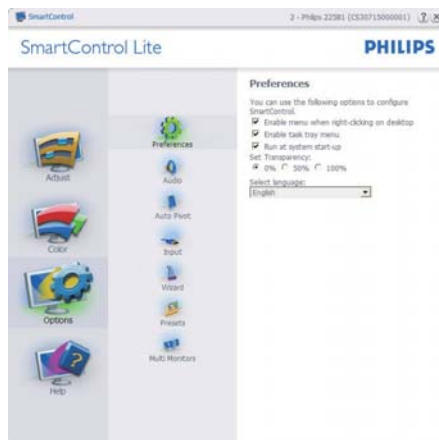 SmartControl
2 - Philips 225B1 (CS30715000001)
SmartControl Lite
PHILIPS
Adjust
Color
Options
Help
Preferences
Audio
Auto Pivot
Input
Wizard
Presets
Multi Monitors
Preferences
You can use the following options to configure
SmartControl.
Enable menu when right-clicking on desktop
Enable task tray menu
Run at system start-up
Set Transparency:
0% 50% 100%
Select language:
English